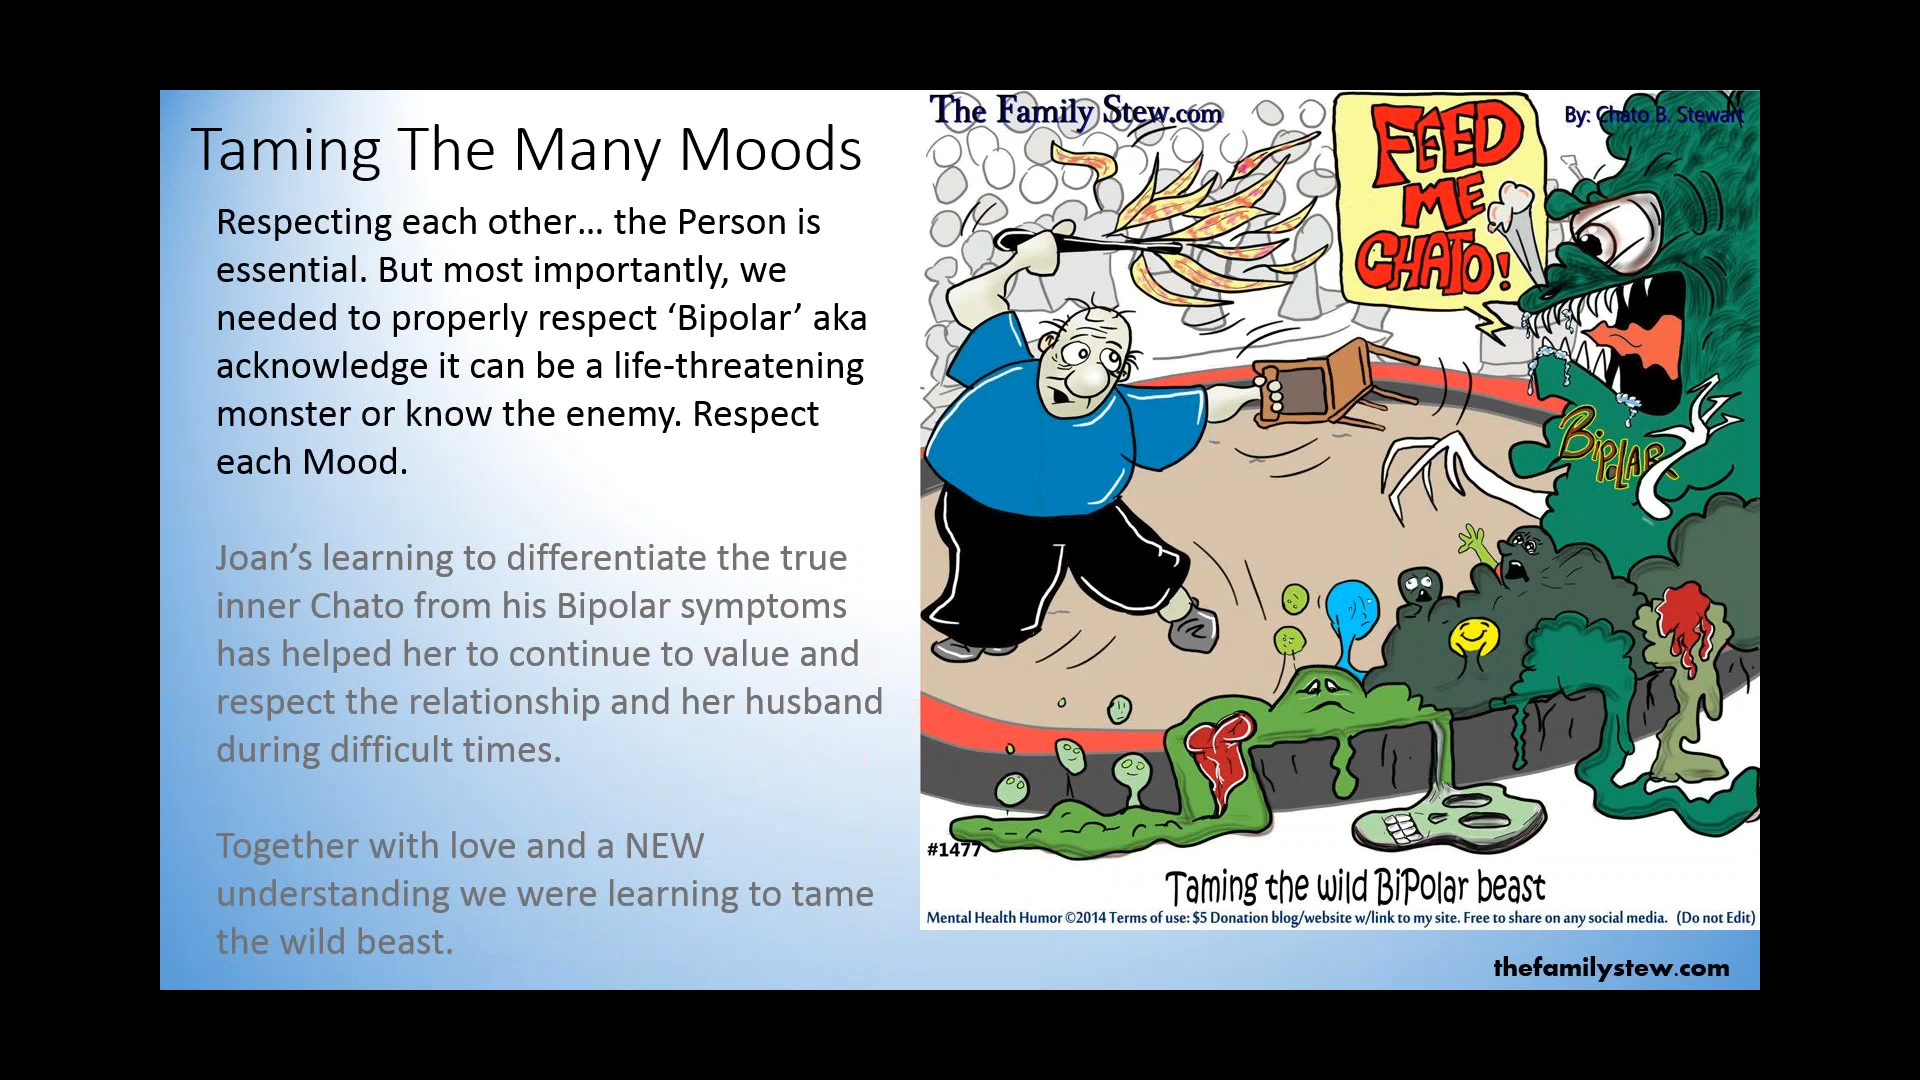 Taming The Many Moods
Respecting each other… the Person is
essential. But most importantly, we
needed to properly respect ‘Bipolar’ aka
acknowledge it can be a life-threatening
monster or know the enemy. Respect
each Mood.
Joan’s learning to differentiate the true
inner Chato from his Bipolar symptoms
has helped her to continue to value and
respect the relationship and her husband
during difficult times.
Together with love and a NEW
understanding we were learning to tame
the wild beast.
The Family Stew.com
By: Chato B. Stewart
FEED
ME
CHATO!
BiPolAR
#1477
Taming the wild BiPolar beast
Mental Health Humor ©2014 Terms of use: $5 Donation blog/website w/link to my site. Free to share on any social media. (Do not Edit)
thefamilystew.com